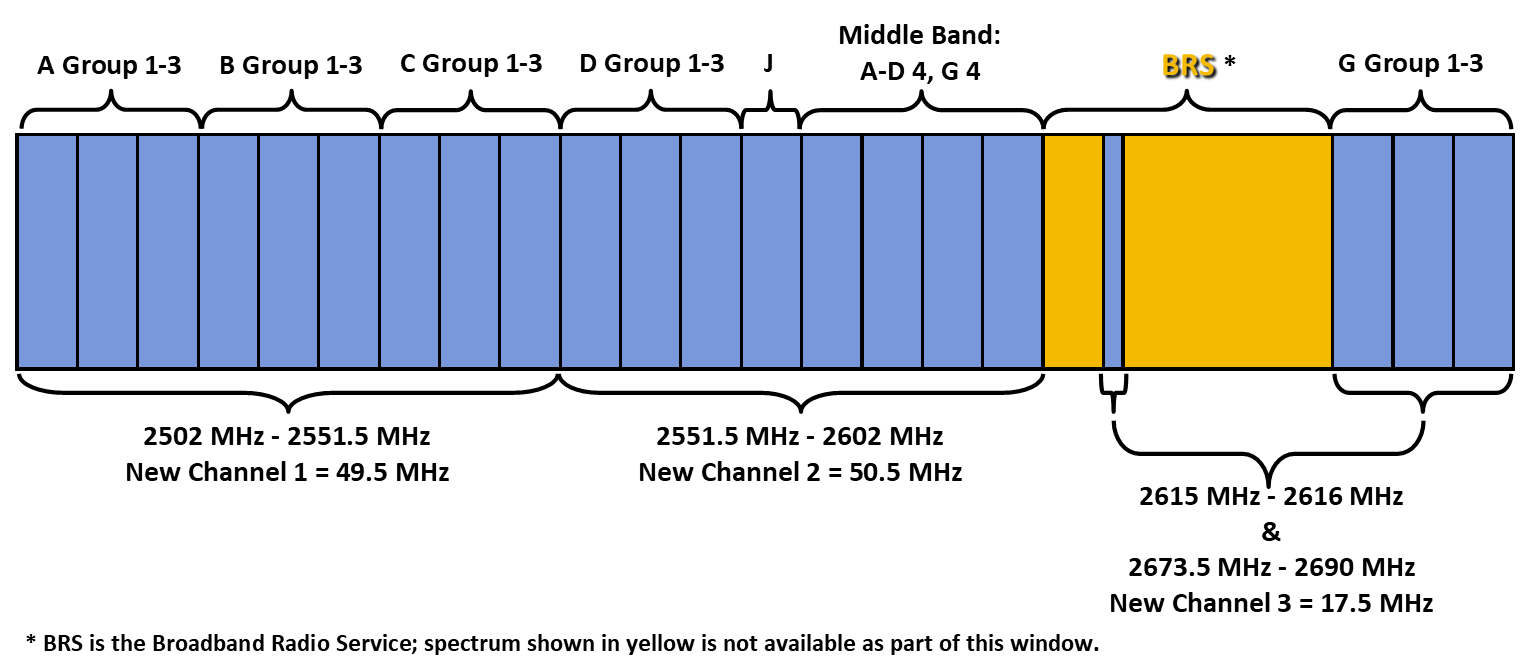 Middle Band:
A Group 1-3 B Group 1-3 C Group 1-3 D Group 1-3 J A-D 4, G 4 BRS * G Group 1-3
2502 MHz - 2551.5 MHz
New Channel 1 = 49.5 MHz
2551.5 MHz - 2602 MHz
New Channel 2 = 50.5 MHz
2615 MHz - 2616 MHz
&
2673.5 MHz - 2690 MHz
New Channel 3 = 17.5 MHz
* BRS is the Broadband Radio Service; spectrum shown in yellow is not available as part of this window.